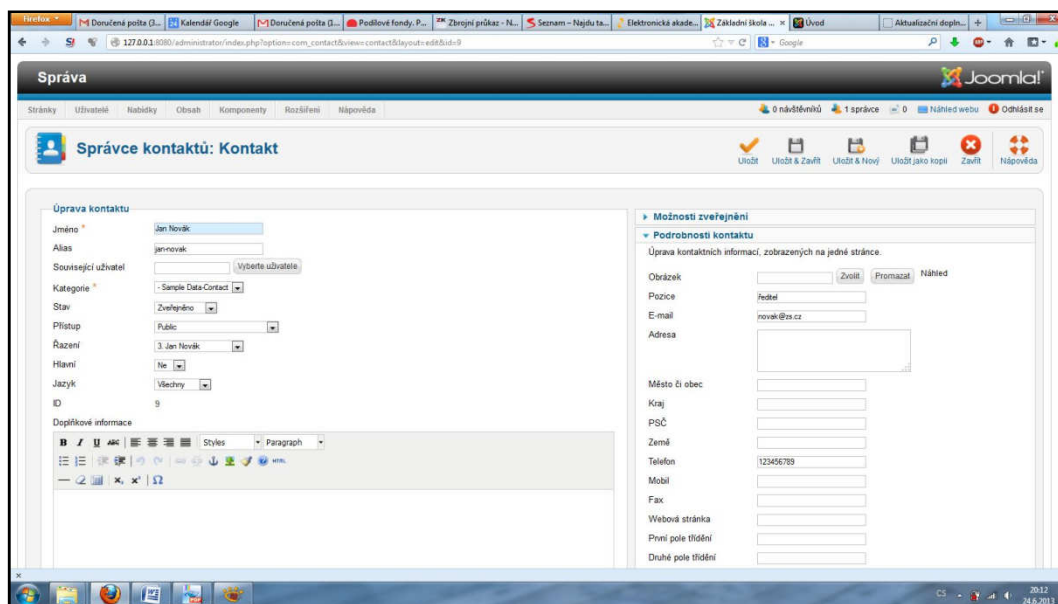 Firefox
Doručená pošta (3...
Kalendář Google
Doručená pošta (1...
Podílové fondy. P...
Zbrojní průkaz - N...
Seznam – Najdu ta...
Elektronická akade...
Základní škola ...
Úvod
Aktualizační dopln...
127.0.0.1:8080/administrator/index.php?option=com_contact&view=contact&layout=edit&id=9
Google
Správa
Joomla!
Stránky Uživatelé Nabídky Obsah Komponenty Rozšíření Nápověda
0 návštěvníků 1 správce 0 Náhled webu Odhlásit se
Správce kontaktů: Kontakt
Uložit Uložit & Zavřít Uložit & Nový Uložit jako kopii Zavřít Nápověda
Úprava kontaktu
Jméno * Jan Novák
Alias jan-novak
Související uživatel Vyberte uživatele
Kategorie * - Sample Data-Contact
Stav Zveřejněno
Přístup Public
Řazení 3. Jan Novák
Hlavní Ne
Jazyk Všechny
ID 9
Doplňkové informace
B I U ABC Styles Paragraph
HTML
Možnosti zveřejnění
Podrobnosti kontaktu
Úprava kontaktních informací, zobrazených na jedné stránce.
Obrázek Zvolit Promazat Náhled
Pozice ředitel
E-mail novak@zs.cz
Adresa
Město či obec
Kraj
PSČ
Země
Telefon 123456789
Mobil
Fax
Webová stránka
První pole třídění
Druhé pole třídění
CS
20:12
24.6.2013